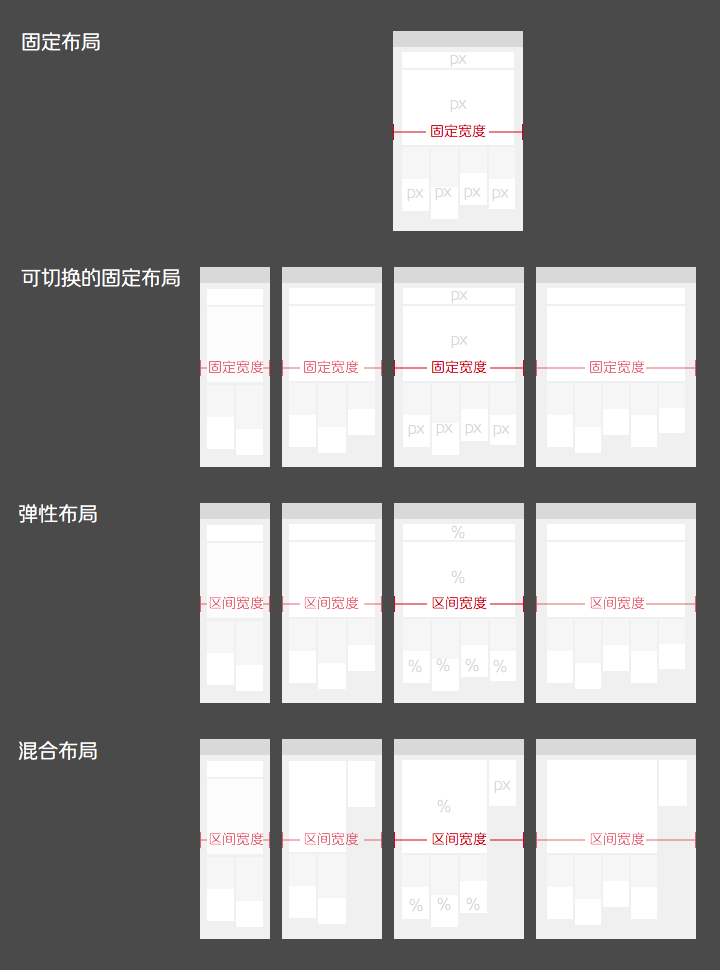 固定布局
px
px
固定宽度
px px px px
可切换的固定布局
px
px
固定宽度 固定宽度 固定宽度 固定宽度
px px px px
弹性布局
%
%
区间宽度 区间宽度 区间宽度 区间宽度
% % % %
混合布局
px
%
区间宽度 区间宽度 区间宽度 区间宽度
% % %